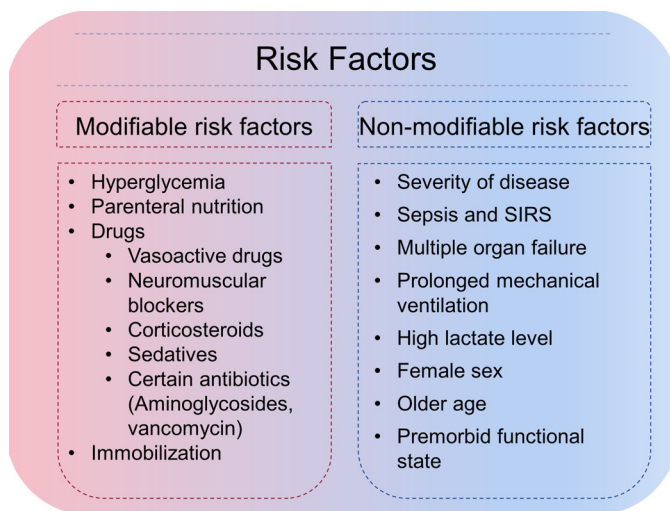 Risk Factors
Modifiable risk factors
• Hyperglycemia
• Parenteral nutrition
• Drugs
• Vasoactive drugs
• Neuromuscular
blockers
• Corticosteroids
• Sedatives
• Certain antibiotics
(Aminoglycosides,
vancomycin)
• Immobilization
Non-modifiable risk factors
• Severity of disease
• Sepsis and SIRS
• Multiple organ failure
• Prolonged mechanical
ventilation
• High lactate level
• Female sex
• Older age
• Premorbid functional
state